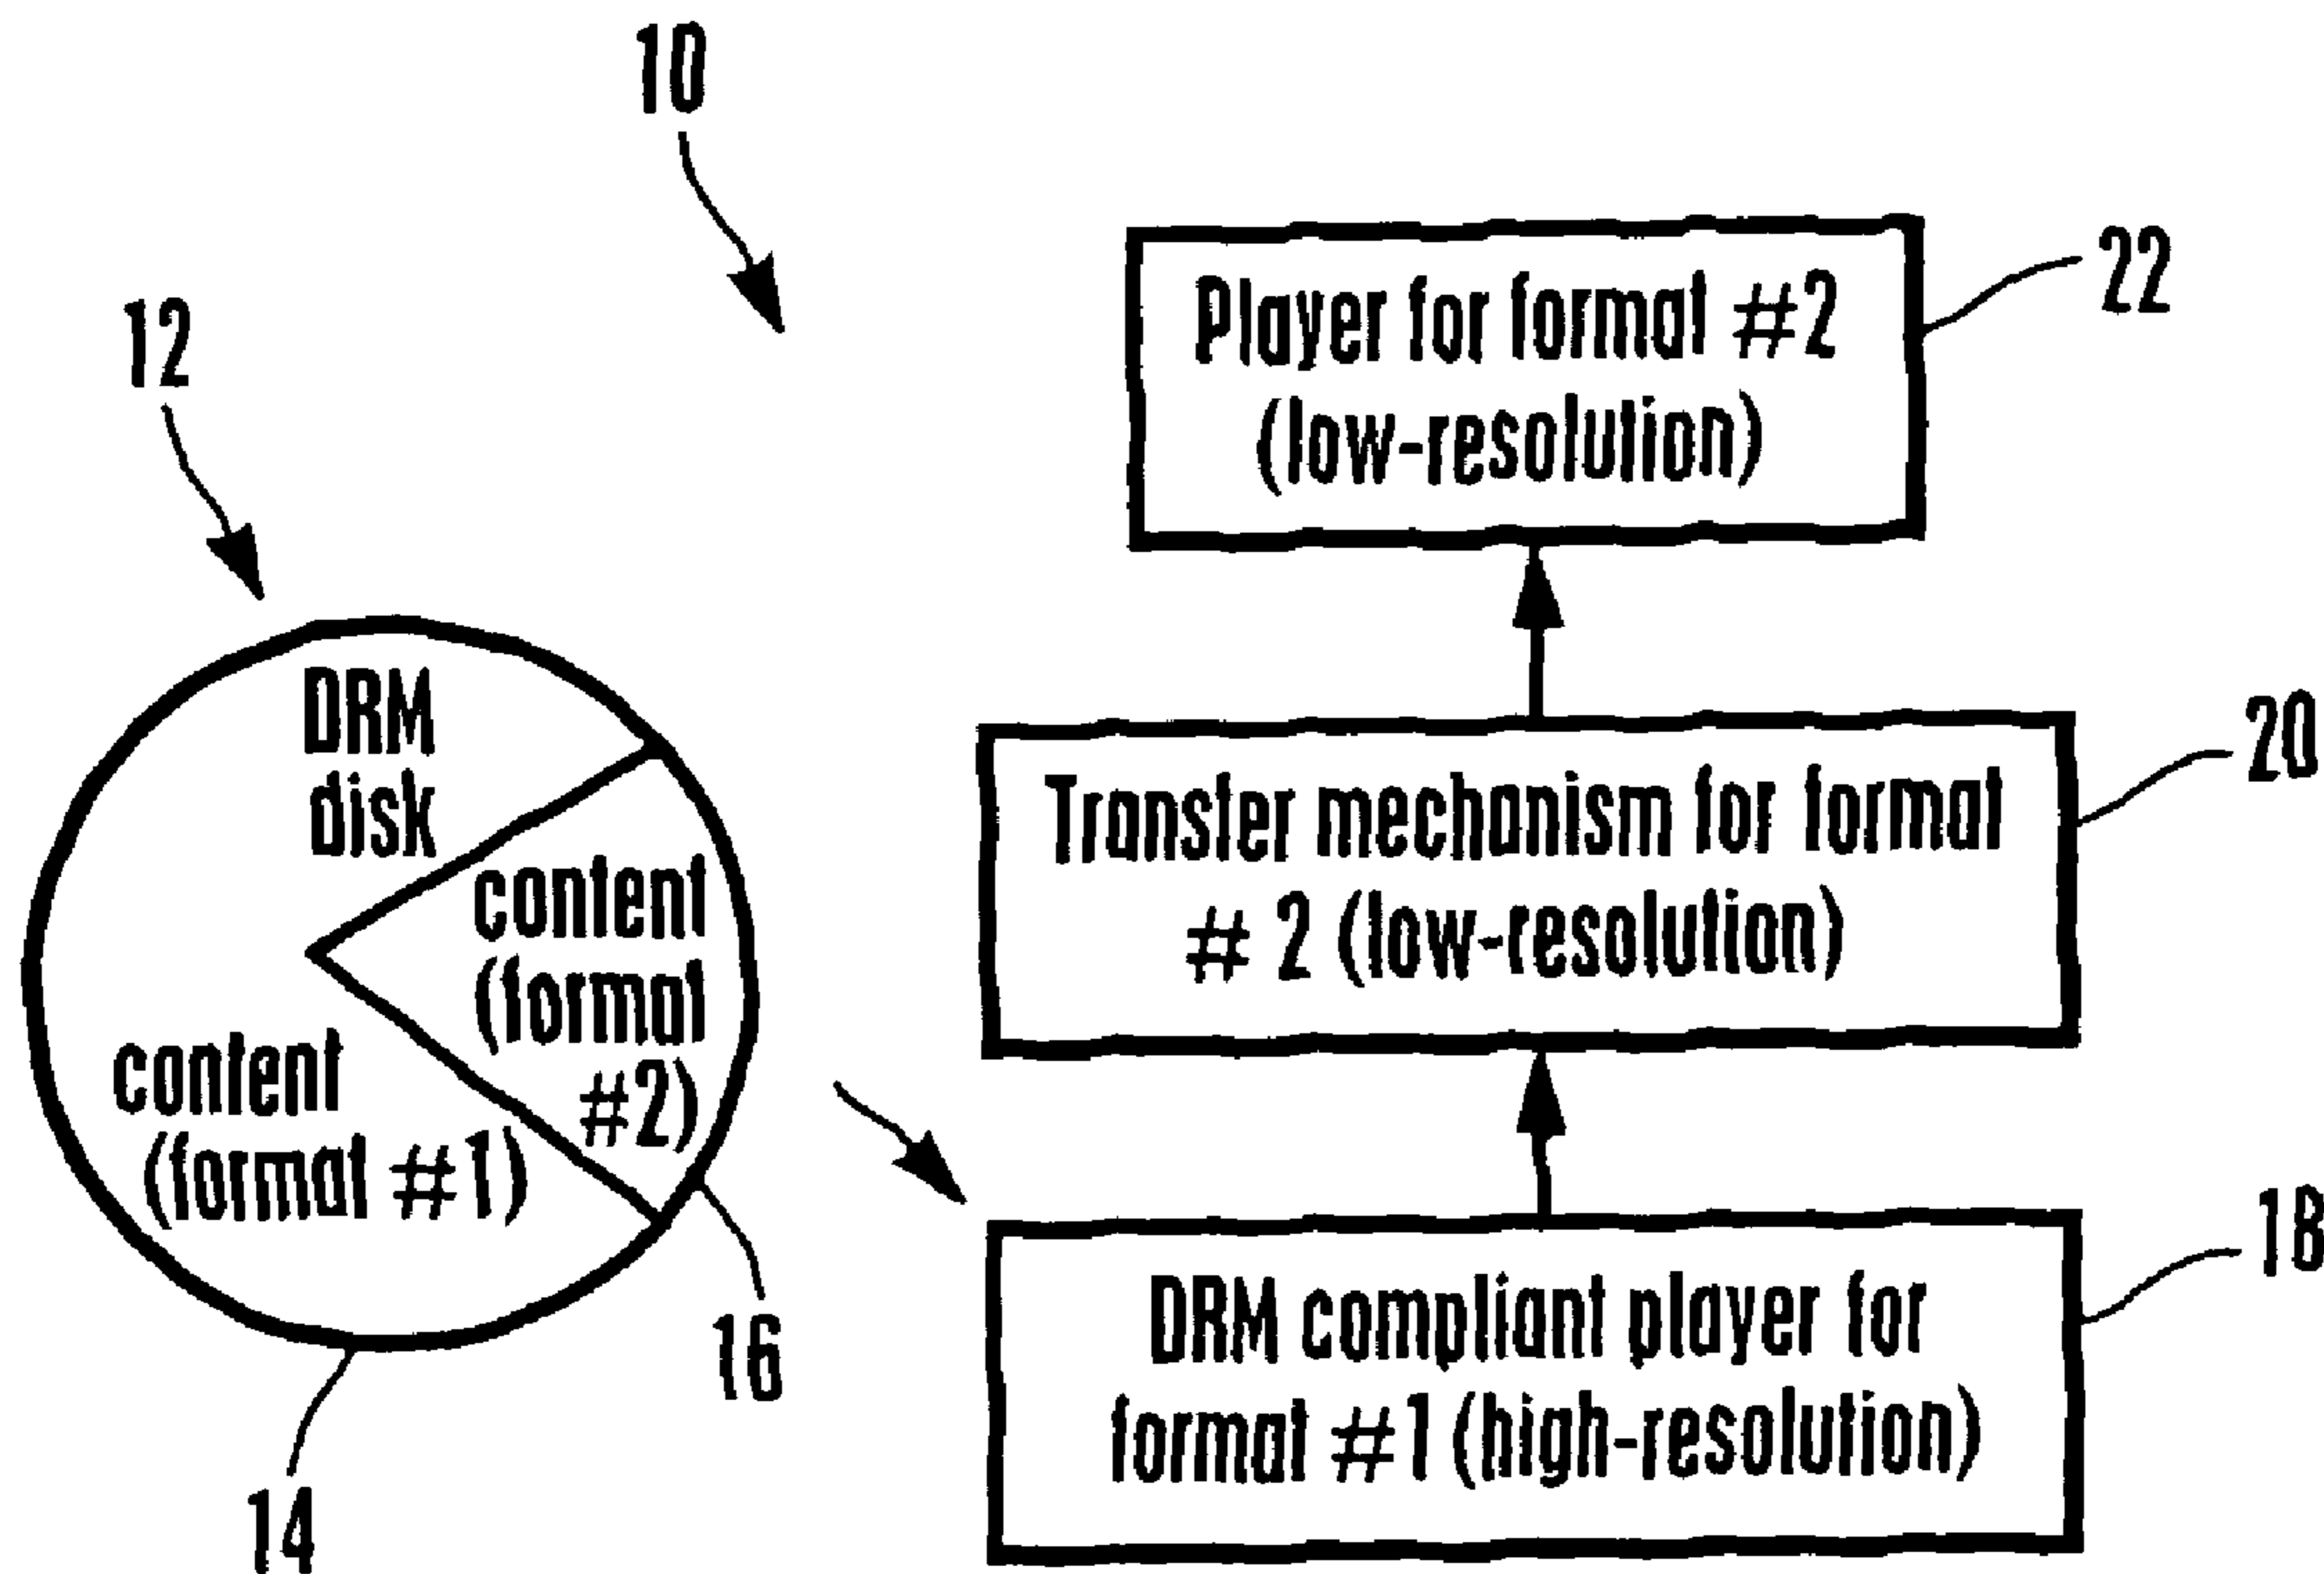 10
12
DRM
disk
content
(format
#2)
content
(format #1)
16
14
Player for format #2
(low-resolution)
22
Transfer mechanism for format
# 2 (low-resolution)
20
DRM compliant player for
format #1 (high-resolution)
18